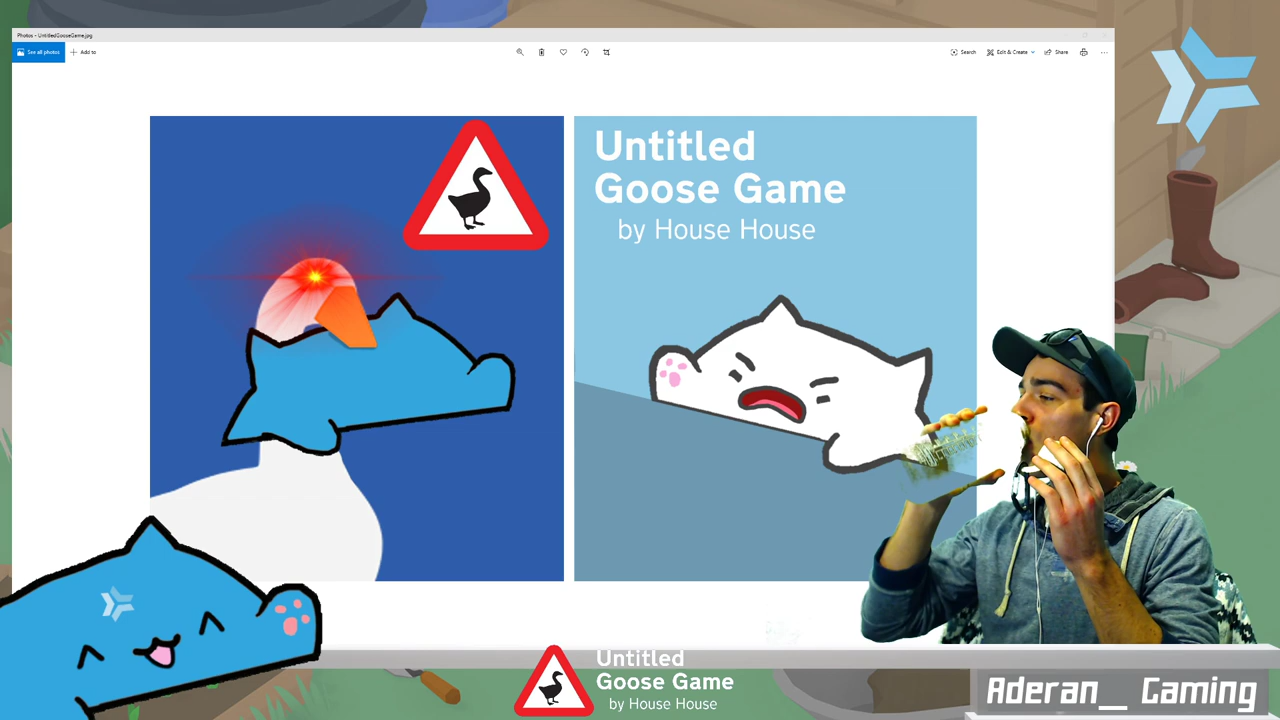 Photos - UntitledGooseGame.jpg
See all photos
Add to
Search
Edit & Create
Share
Untitled
Goose Game
by House House
Untitled
Goose Game
by House House
Aderan_ Gaming